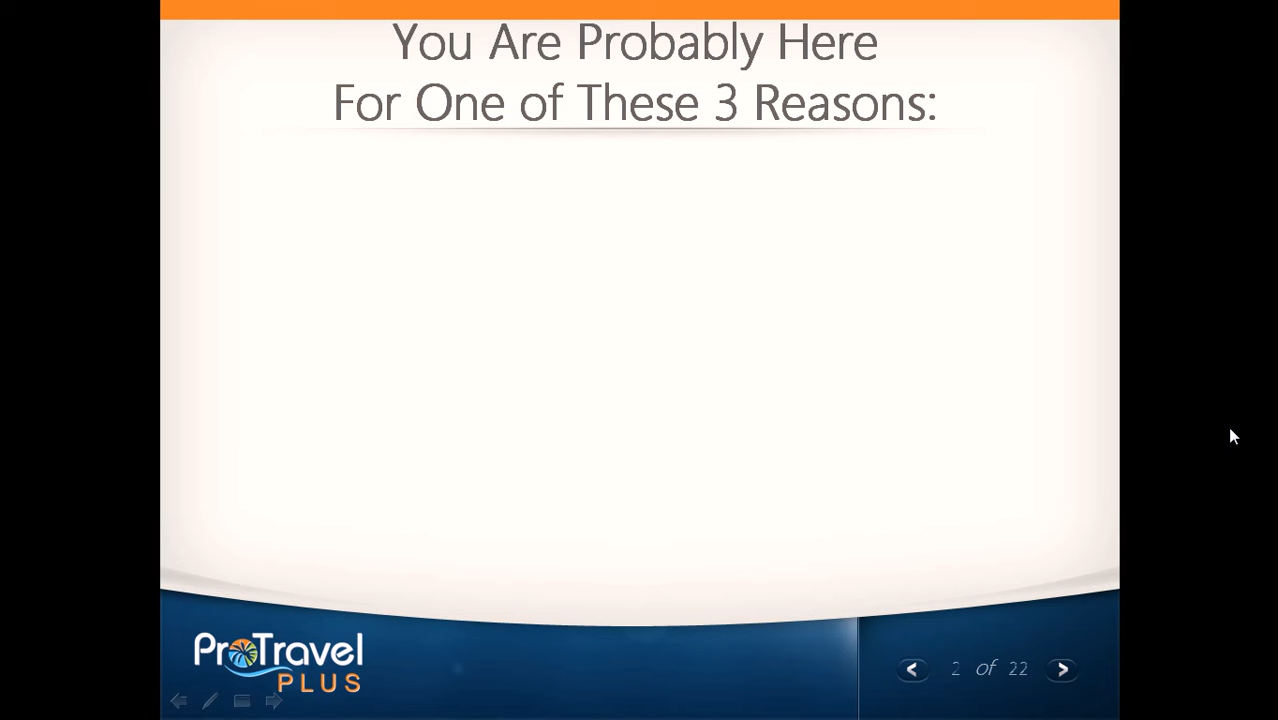 You Are Probably Here
For One of These 3 Reasons:
ProTravel
PLUS
2 of 22